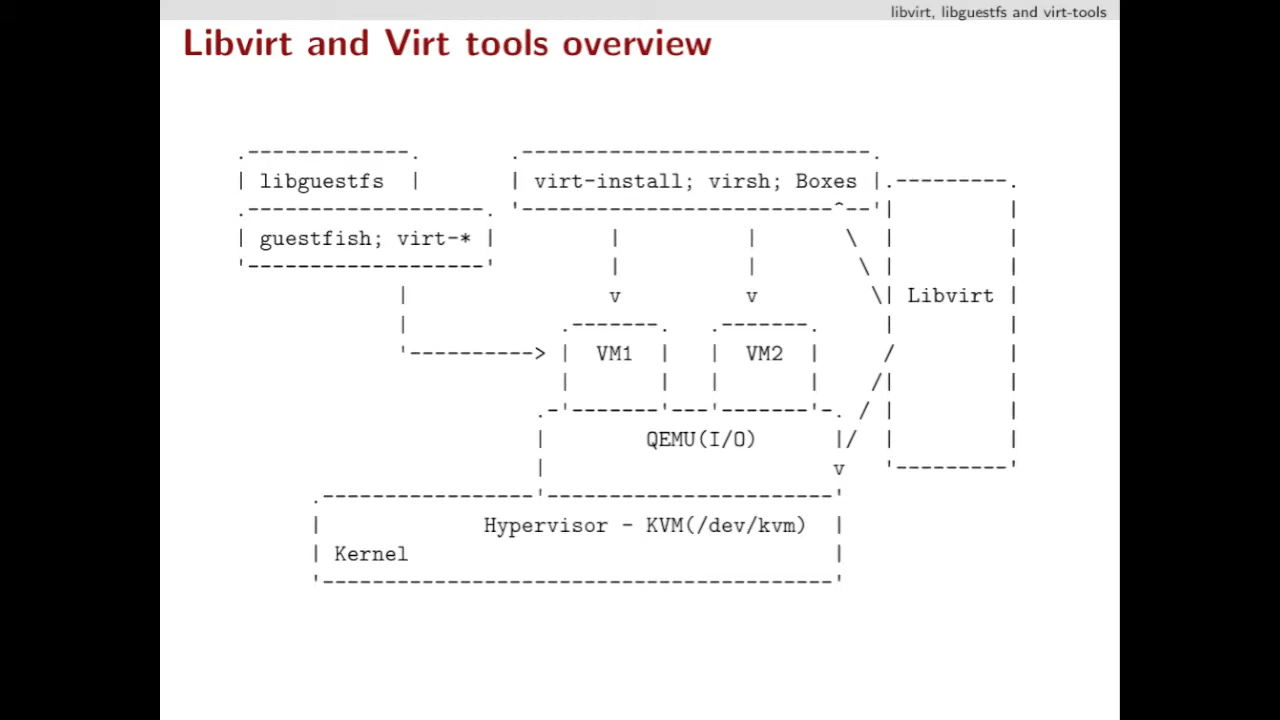 libvirt, libguestfs and virt-tools
Libvirt and Virt tools overview
libguestfs
virt-install; virsh; Boxes
guestfish; virt-*
Libvirt
v v
VM1 VM2
QEMU(I/O)
v
Hypervisor - KVM(/dev/kvm)
Kernel